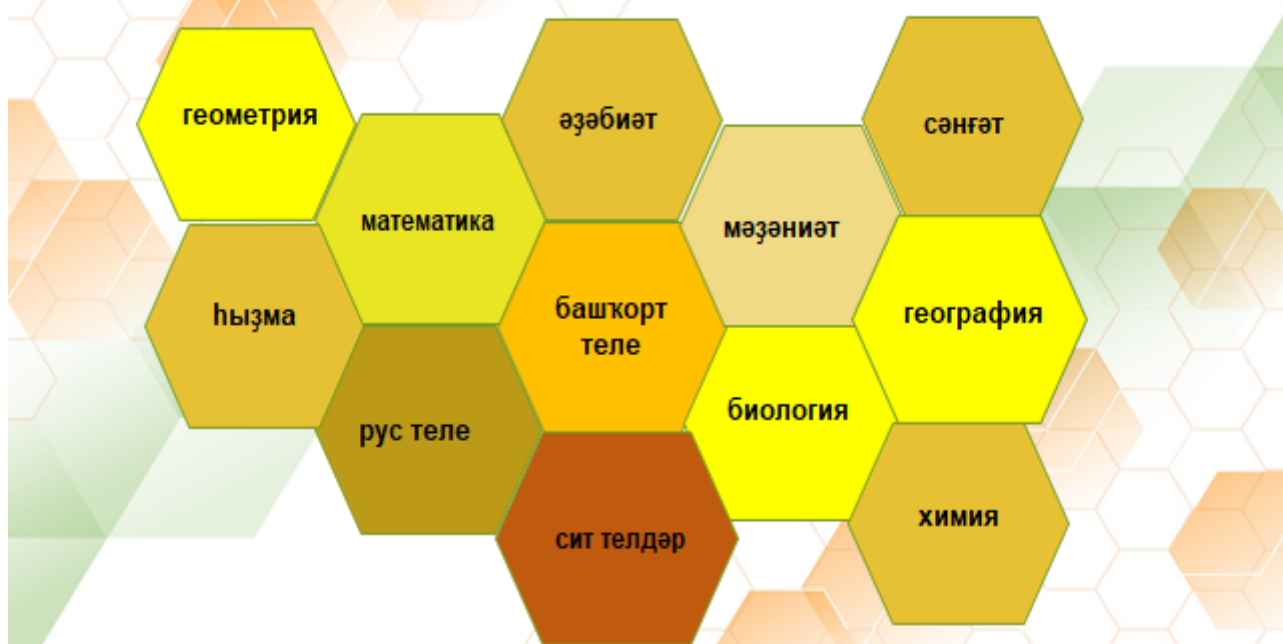 геометрия
әҙәбиәт
сәнғәт
математика
мәҙәниәт
һыҙма
башҡорт
теле
география
биология
рус теле
сит телдәр
химия